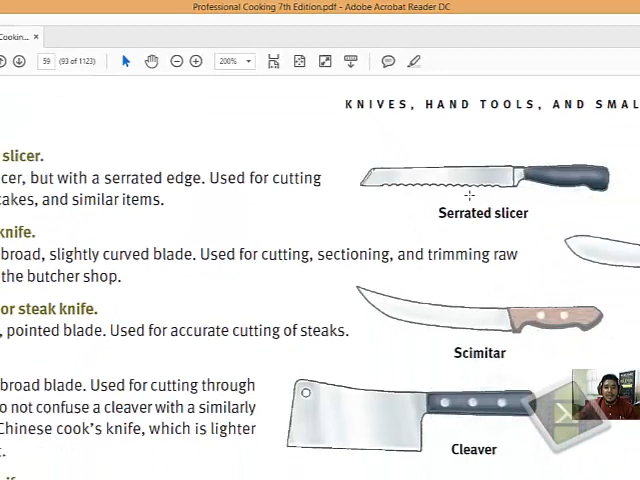 Professional Cooking 7th Edition.pdf - Adobe Acrobat Reader DC
Cookin... ×
59 (93 of 1123) 200%
KNIVES, HAND TOOLS, AND SMAL
slicer.
cer, but with a serrated edge. Used for cutting
cakes, and similar items.
Serrated slicer
knife.
broad, slightly curved blade. Used for cutting, sectioning, and trimming raw
the butcher shop.
or steak knife.
, pointed blade. Used for accurate cutting of steaks.
Scimitar
broad blade. Used for cutting through
o not confuse a cleaver with a similarly
Chinese cook's knife, which is lighter
t.
Cleaver